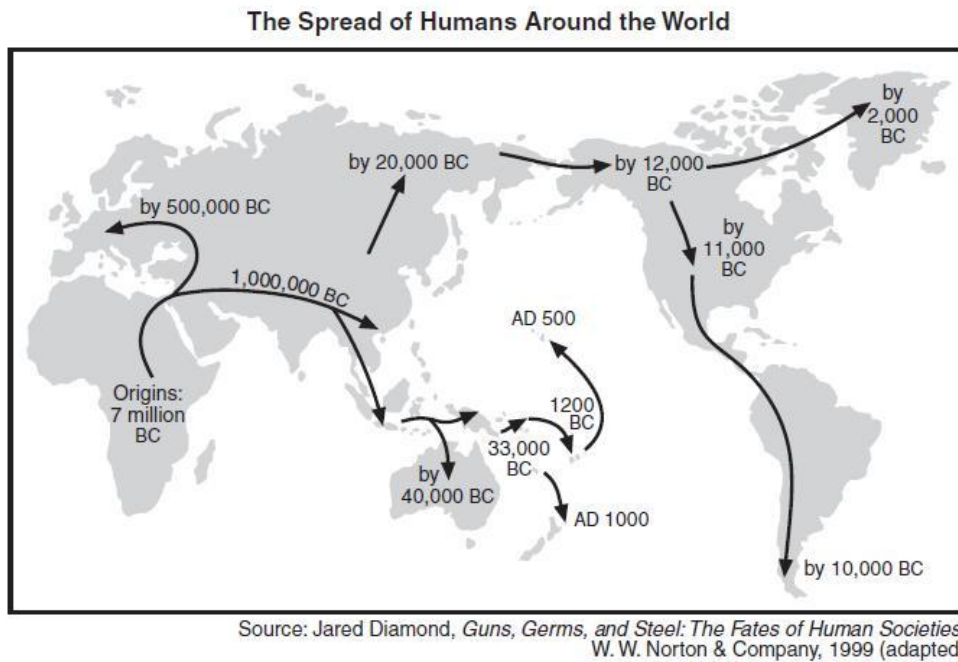 The Spread of Humans Around the World
by
2,000
BC
by 20,000 BC
by 12,000
BC
by 500,000 BC
by
11,000
BC
1,000,000 BC
AD 500
Origins:
7 million
BC
1200
BC
33,000
BC
by
40,000 BC
AD 1000
by 10,000 BC
Source: Jared Diamond, Guns, Germs, and Steel: The Fates of Human Societies
W. W. Norton & Company, 1999 (adapted